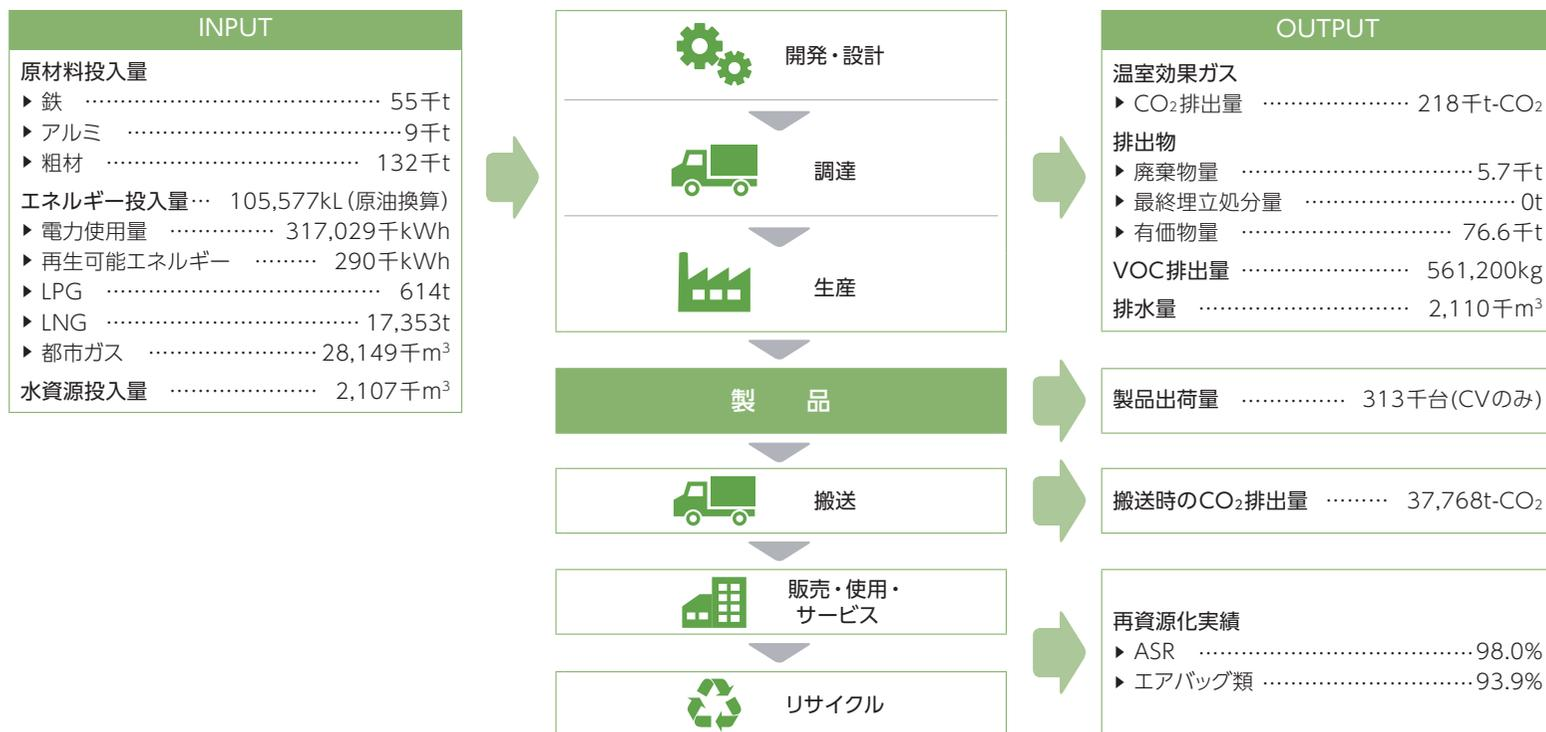 INPUT
原材料投入量
▶ 鉄 …………………………………… 55千t
▶ アルミ …………………………………9千t
▶ 粗材 ……………………………… 132千t
エネルギー投入量… 105,577kL（原油換算）
▶ 電力使用量 …………… 317,029千kWh
▶ 再生可能エネルギー ……… 290千kWh
▶ LPG ………………………………… 614t
▶ LNG ……………………………… 17,353t
▶ 都市ガス ……………………28,149千m³
水資源投入量 ………………… 2,107千m³
開発・設計
調達
生産
製 品
搬送
販売・使用・
サービス
リサイクル
OUTPUT
温室効果ガス
▶ CO₂排出量 ………………… 218千t-CO₂
排出物
▶ 廃棄物量 ……………………………5.7千t
▶ 最終埋立処分量 ………………………… 0t
▶ 有価物量 ………………………… 76.6千t
VOC排出量 …………………… 561,200kg
排水量 ………………………… 2,110千m³
製品出荷量 …………… 313千台(CVのみ)
搬送時のCO₂排出量 ……… 37,768t-CO₂
再資源化実績
▶ ASR …………………………………98.0%
▶ エアバッグ類 …………………………93.9%